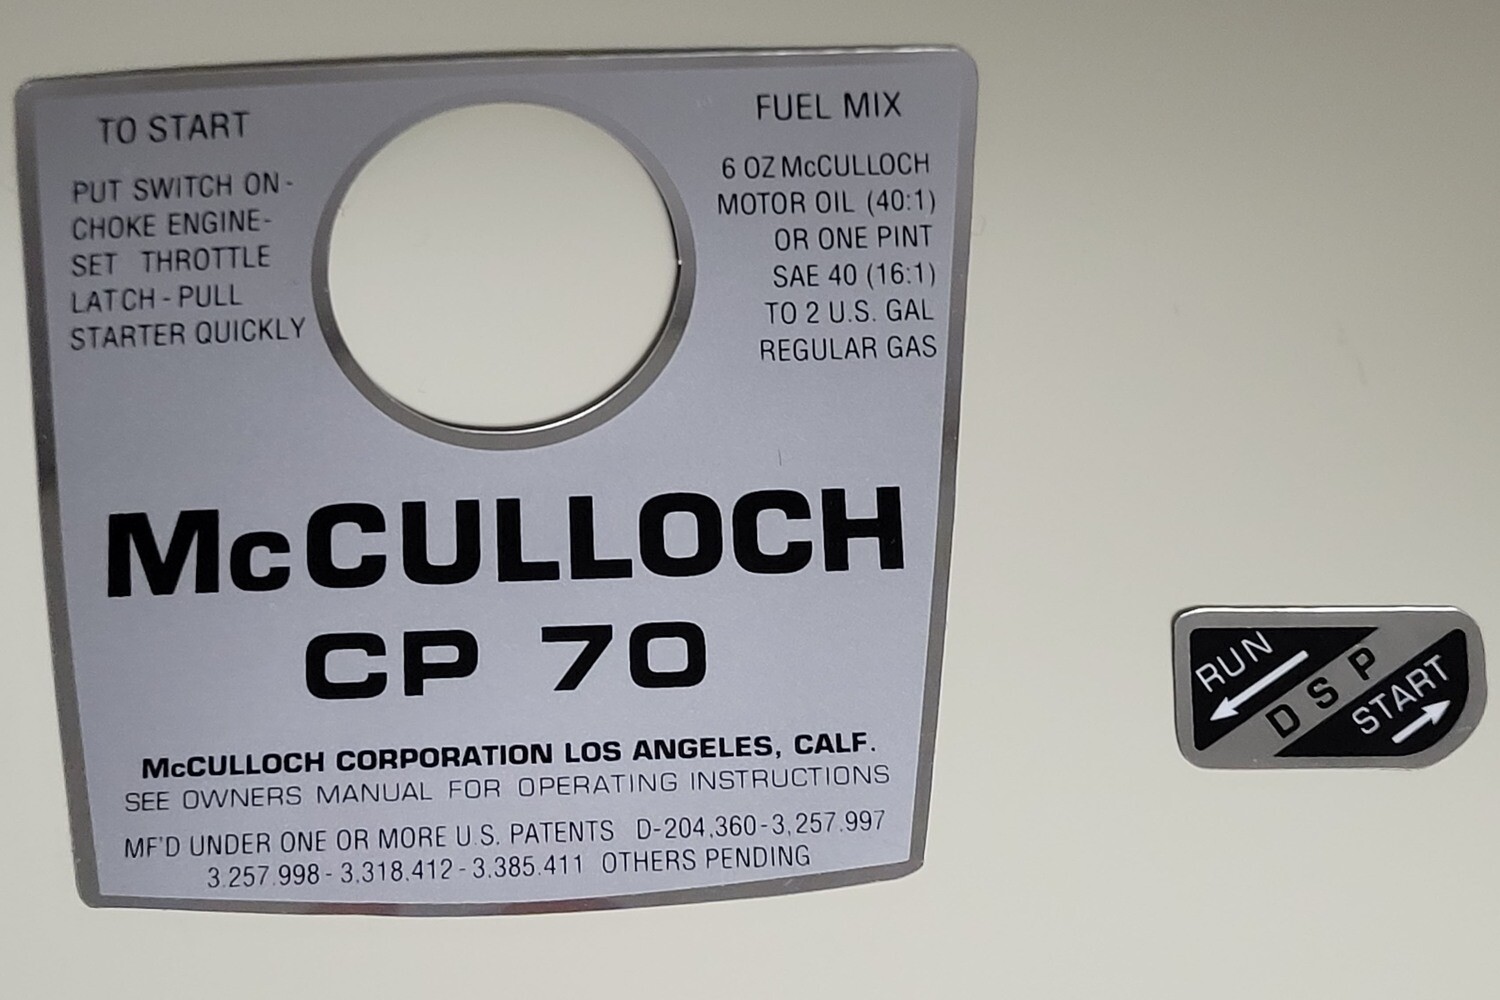 TO START
PUT SWITCH ON -
CHOKE ENGINE-
SET THROTTLE
LATCH - PULL
STARTER QUICKLY
FUEL MIX
6 OZ McCULLOCH
MOTOR OIL (40:1)
OR ONE PINT
SAE 40 (16:1)
TO 2 U.S. GAL
REGULAR GAS
McCULLOCH
CP 70
McCULLOCH CORPORATION LOS ANGELES, CALF.
SEE OWNERS MANUAL FOR OPERATING INSTRUCTIONS
MF'D UNDER ONE OR MORE U.S. PATENTS D-204.360-3,257.997
3.257.998 - 3.318.412 - 3.385.411 OTHERS PENDING
RUN
DSP
START